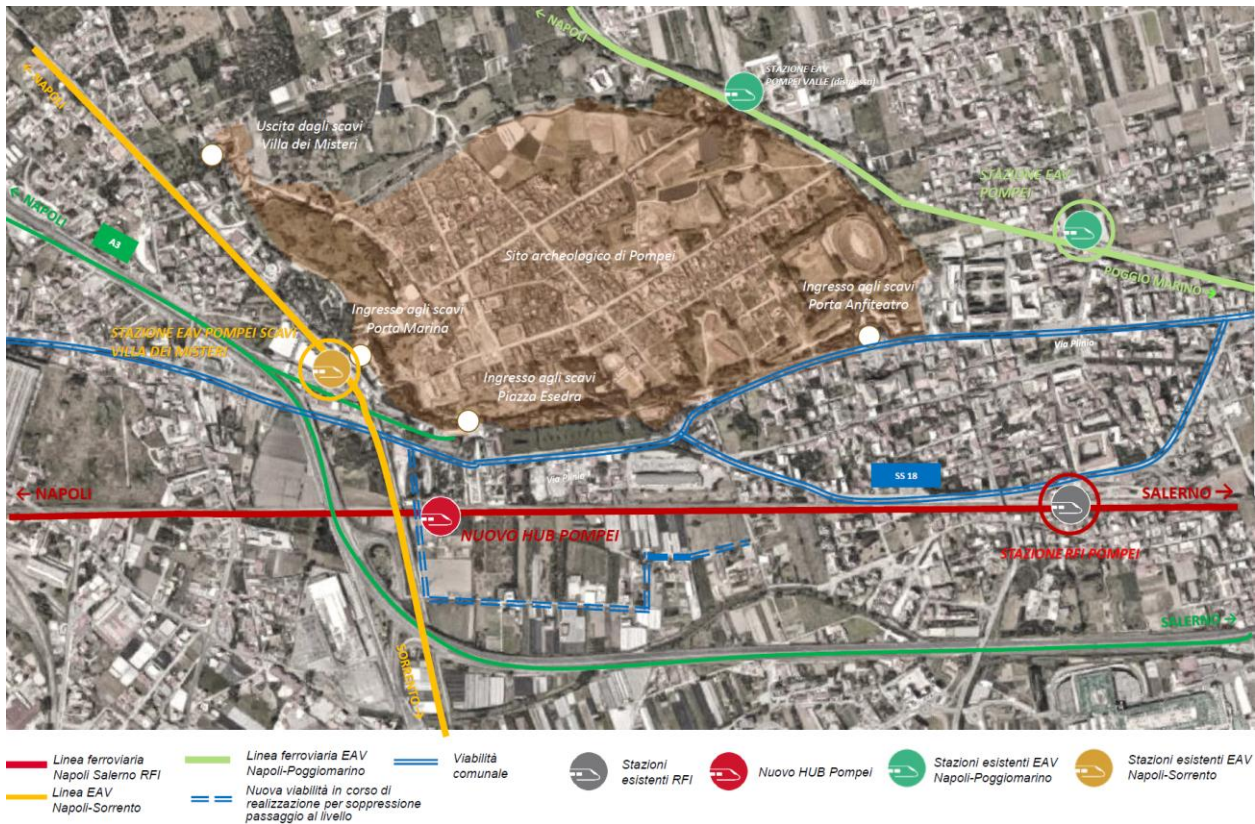 ← NAPOLI
← NAPOLI
STAZIONE EAV
POMPEI VALLE (dismessa)
Uscita dagli scavi
Villa dei Misteri
STAZIONE EAV
POMPEI
← NAPOLI
A3
Sito archeologico di Pompei
POGGIO MARINO →
Ingresso agli scavi
Porta Anfiteatro
Ingresso agli scavi
Porta Marina
STAZIONE EAV POMPEI SCAVI
VILLA DEI MISTERI
Via Plinio
Ingresso agli scavi
Piazza Esedra
Via Plinio
SS 18
← NAPOLI
SALERNO →
NUOVO HUB POMPEI
STAZIONE RFI POMPEI
SALERNO →
SORRENTO →
Linea ferroviaria
Napoli Salerno RFI
Linea EAV
Napoli-Sorrento
Linea ferroviaria EAV
Napoli-Poggiomarino
Nuova viabilità in corso di
realizzazione per soppressione
passaggio al livello
Viabilità
comunale
Stazioni
esistenti RFI
Nuovo HUB Pompei
Stazioni esistenti EAV
Napoli-Poggiomarino
Stazioni esistenti EAV
Napoli-Sorrento